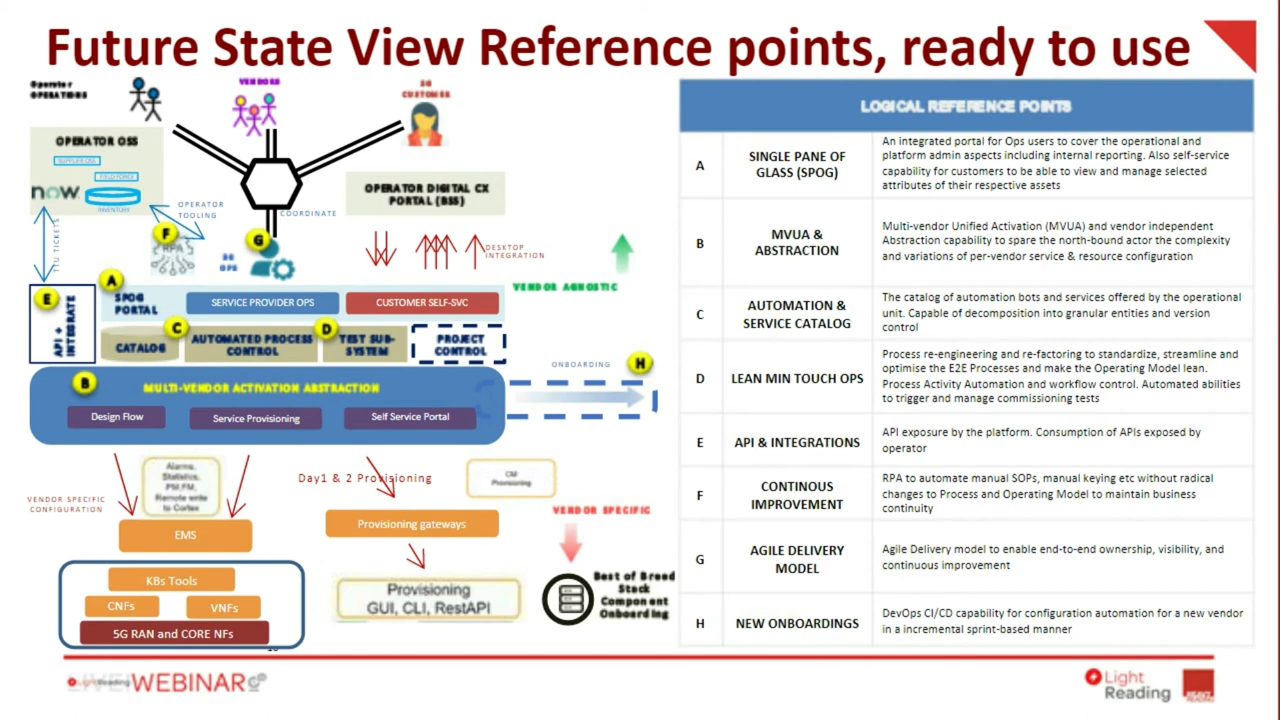 Future State View Reference points, ready to use
Operator
OPERATIONS
VENDORS
5G
CUSTOMER
OPERATOR OSS
SUPPLIER OSS
FIELD FORCE
now
INVENTORY
OPERATOR
TOOLING
COORDINATE
OPERATOR DIGITAL CX
PORTAL (BSS)
TTU TICKETS
F
RPA
G
5G
OPS
DESKTOP
INTEGRATION
VENDOR AGNOSTIC
A
E
API +
INTEGRATE
SPOG
PORTAL
SERVICE PROVIDER OPS
CUSTOMER SELF-SVC
C
D
CATALOG
AUTOMATED PROCESS
CONTROL
TEST SUB-
SYSTEM
PROJECT
CONTROL
ONBOARDING
H
B
MULTI-VENDOR ACTIVATION ABSTRACTION
Design Flow
Service Provisioning
Self Service Portal
Alarms,
Statistics,
PM,FM,
Remote write
to Cortex
Day1 & 2 Provisioning
CM
Provisioning
VENDOR SPECIFIC
CONFIGURATION
VENDOR SPECIFIC
EMS
Provisioning gateways
KBs Tools
CNFs
VNFs
5G RAN and CORE NFs
Provisioning
GUI, CLI, RestAPI
Best of Breed
Stack
Component
Onboarding
LOGICAL REFERENCE POINTS
A
SINGLE PANE OF
GLASS (SPOG)
An integrated portal for Ops users to cover the operational and
platform admin aspects including internal reporting. Also self-service
capability for customers to be able to view and manage selected
attributes of their respective assets
B
MVUA &
ABSTRACTION
Multi-vendor Unified Activation (MVUA) and vendor independent
Abstraction capability to spare the north-bound actor the complexity
and variations of per-vendor service & resource configuration
C
AUTOMATION &
SERVICE CATALOG
The catalog of automation bots and services offered by the operational
unit. Capable of decomposition into granular entities and version
control
D
LEAN MIN TOUCH OPS
Process re-engineering and re-factoring to standardize, streamline and
optimise the E2E Processes and make the Operating Model lean.
Process Activity Automation and workflow control. Automated abilities
to trigger and manage commissioning tests
E
API & INTEGRATIONS
API exposure by the platform. Consumption of APIs exposed by
operator
F
CONTINOUS
IMPROVEMENT
RPA to automate manual SOPs, manual keying etc without radical
changes to Process and Operating Model to maintain business
continuity
G
AGILE DELIVERY
MODEL
Agile Delivery model to enable end-to-end ownership, visibility, and
continuous improvement
H
NEW ONBOARDINGS
DevOps CI/CD capability for configuration automation for a new vendor
in a incremental sprint-based manner
LightReading
LIVE! WEBINAR
Light
Reading
HEAVY
READING